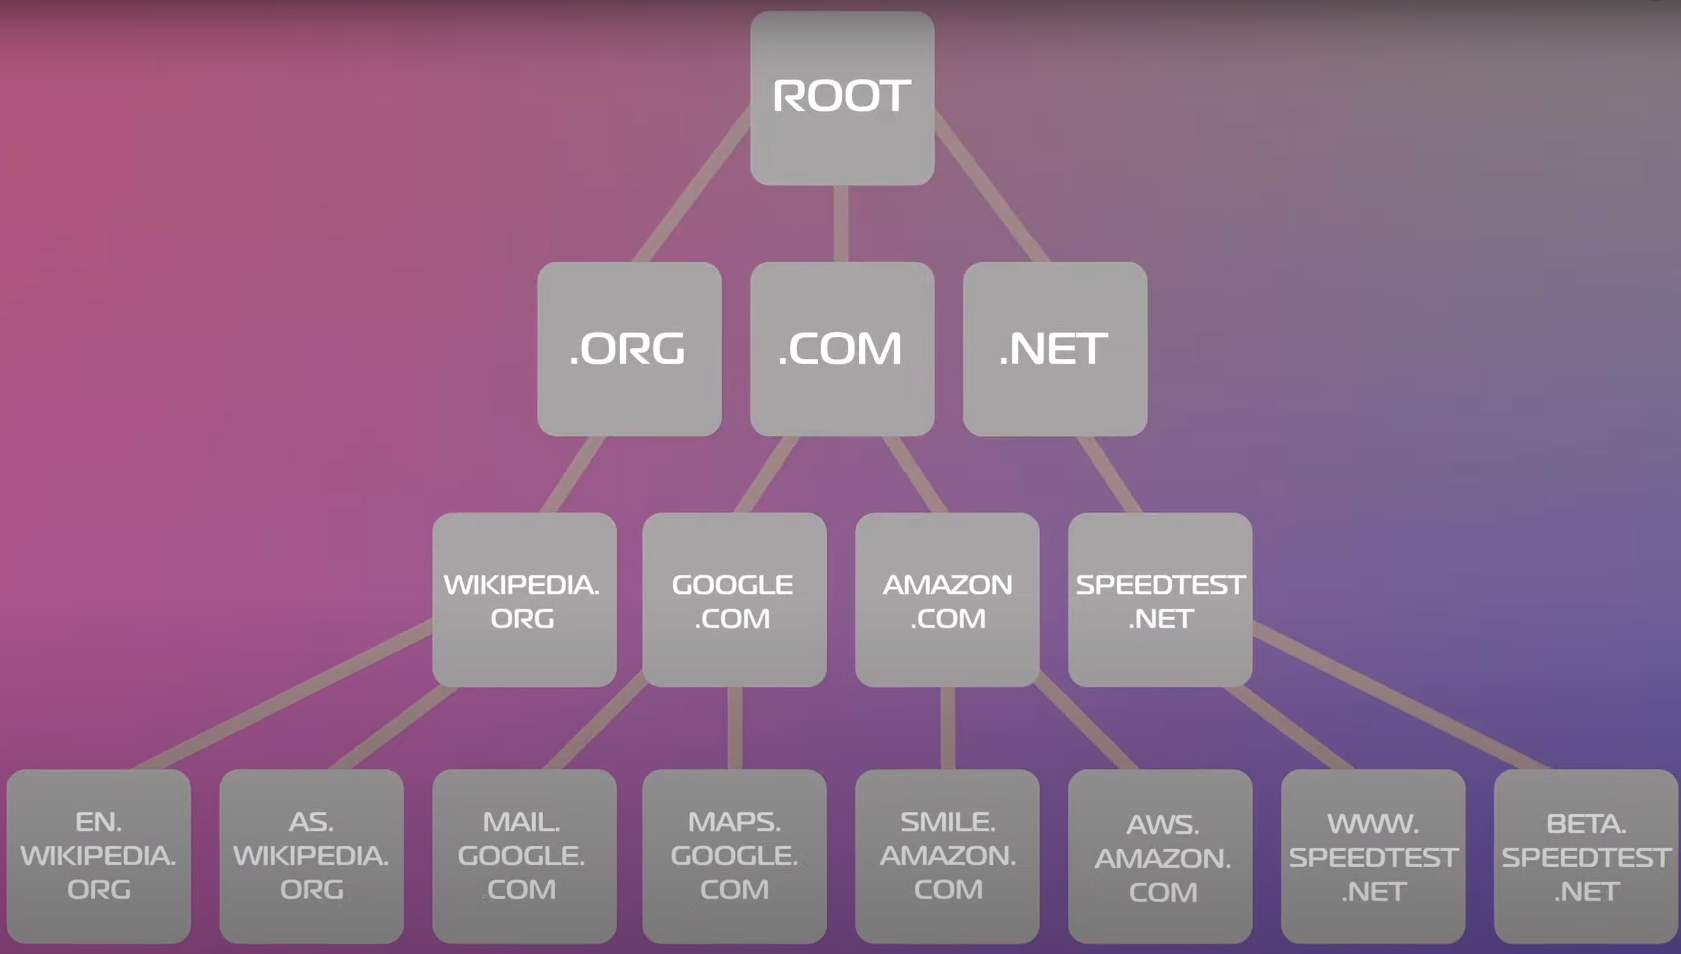 ROOT
.ORG
.COM
.NET
WIKIPEDIA.
ORG
GOOGLE
.COM
AMAZON
.COM
SPEEDTEST
.NET
EN.
WIKIPEDIA.
ORG
AS.
WIKIPEDIA.
ORG
MAIL.
GOOGLE.
COM
MAPS.
GOOGLE.
COM
SMILE.
AMAZON.
COM
AWS.
AMAZON.
COM
WWW.
SPEEDTEST
.NET
BETA.
SPEEDTEST
.NET